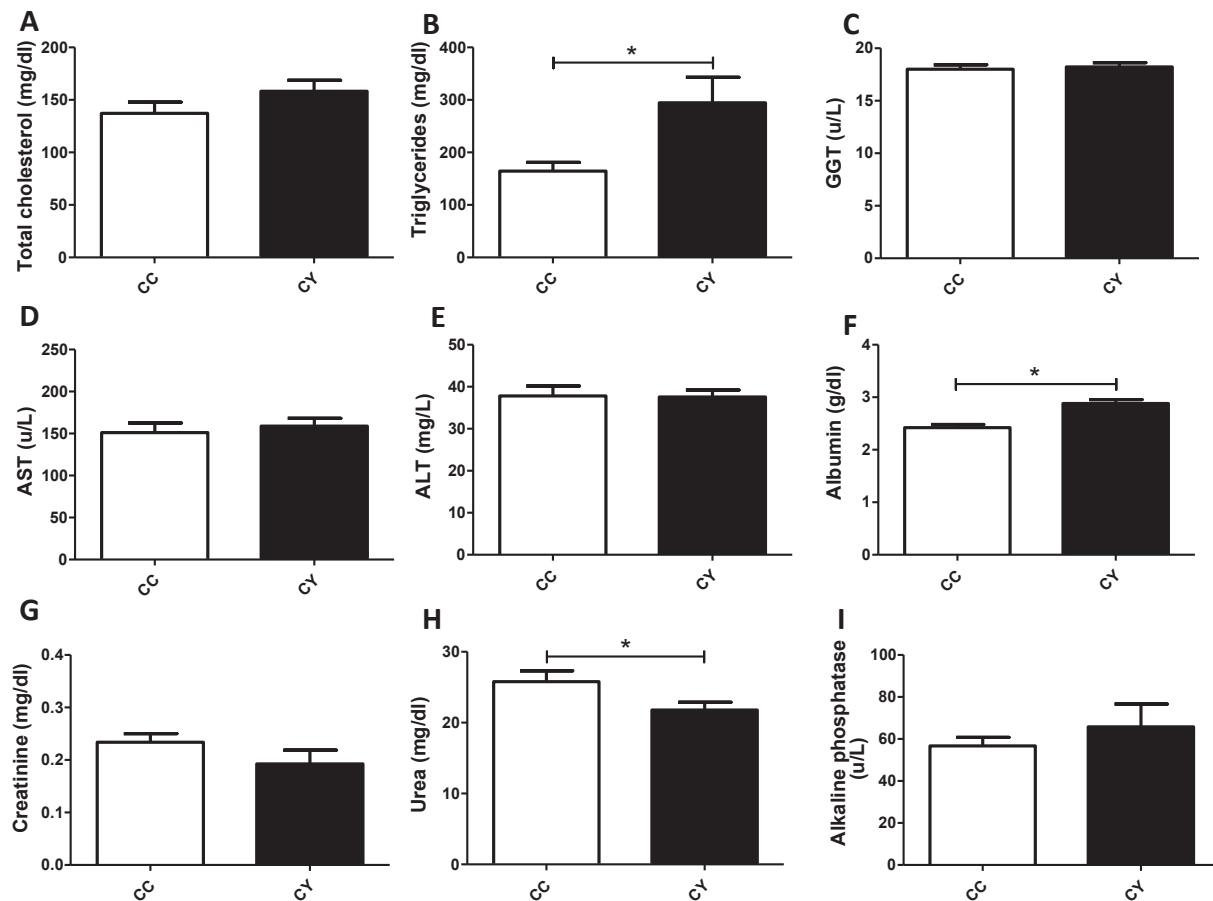 A
Total cholesterol (mg/dl)
200
150
100
50
0
CC
CY
B
Triglycerides (mg/dl)
400
300
200
100
0
*
CC
CY
C
GGT (u/L)
20
15
10
5
0
CC
CY
D
AST (u/L)
250
200
150
100
50
0
CC
CY
E
ALT (mg/L)
50
40
30
20
10
0
CC
CY
F
Albumin (g/dl)
4
3
2
1
0
*
CC
CY
G
Creatinine (mg/dl)
0.4
0.3
0.2
0.1
0.0
CC
CY
H
Urea (mg/dl)
30
20
10
0
*
CC
CY
I
Alkaline phosphatase
(u/L)
100
80
60
40
20
0
CC
CY